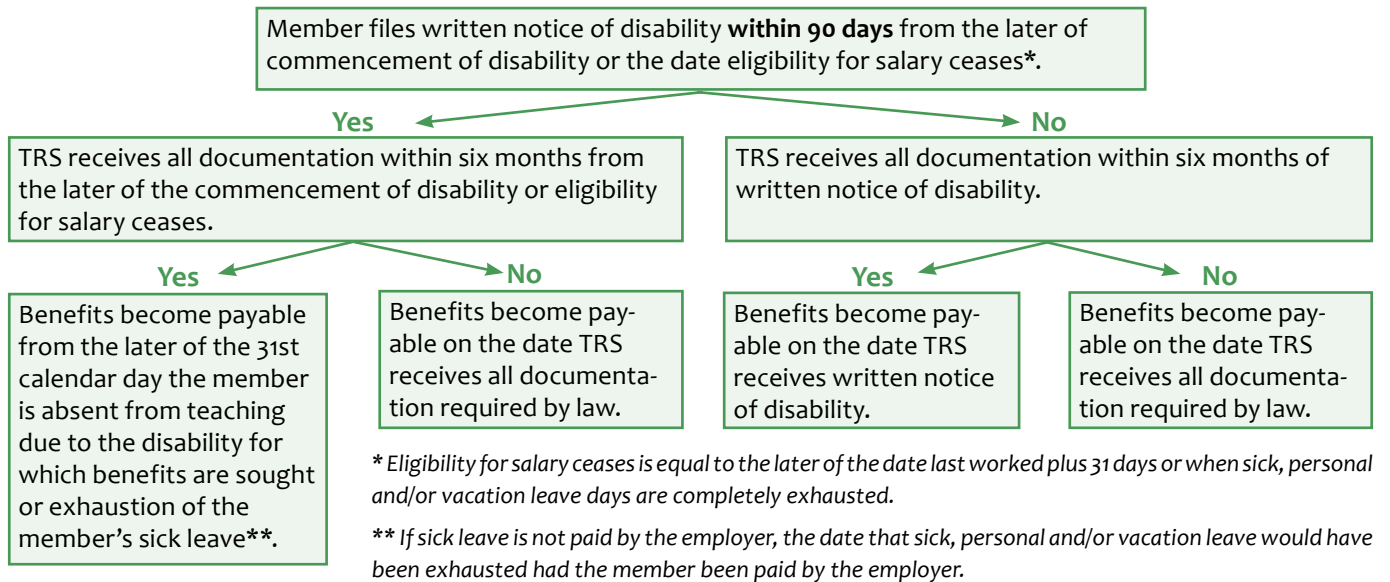 Member files written notice of disability within 90 days from the later of
commencement of disability or the date eligibility for salary ceases*.
Yes
No
TRS receives all documentation within six months from
the later of the commencement of disability or eligibility
for salary ceases.
TRS receives all documentation within six months of
written notice of disability.
Yes
No
Yes
No
Benefits become payable
from the later of the 31st
calendar day the member
is absent from teaching
due to the disability for
which benefits are sought
or exhaustion of the
member's sick leave**.
Benefits become pay-
able on the date TRS
receives all documenta-
tion required by law.
Benefits become pay-
able on the date TRS
receives written notice
of disability.
Benefits become pay-
able on the date TRS
receives all documenta-
tion required by law.
* Eligibility for salary ceases is equal to the later of the date last worked plus 31 days or when sick, personal
and/or vacation leave days are completely exhausted.
** If sick leave is not paid by the employer, the date that sick, personal and/or vacation leave would have
been exhausted had the member been paid by the employer.